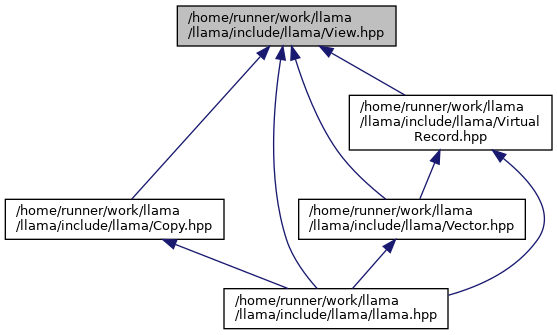 /home/runner/work/llama
/llama/include/llama/View.hpp
/home/runner/work/llama
/llama/include/llama/Virtual
Record.hpp
/home/runner/work/llama
/llama/include/llama/Copy.hpp
/home/runner/work/llama
/llama/include/llama/Vector.hpp
/home/runner/work/llama
/llama/include/llama/llama.hpp